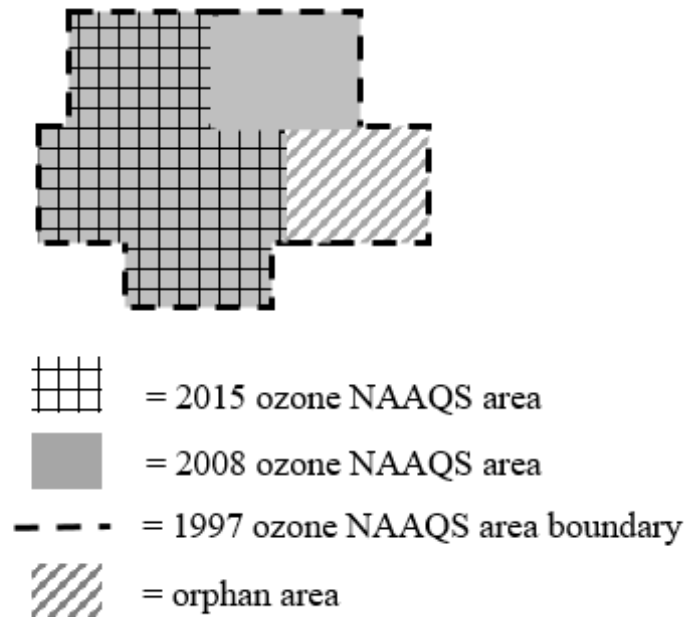 = 2015 ozone NAAQS area
= 2008 ozone NAAQS area
= 1997 ozone NAAQS area boundary
= orphan area